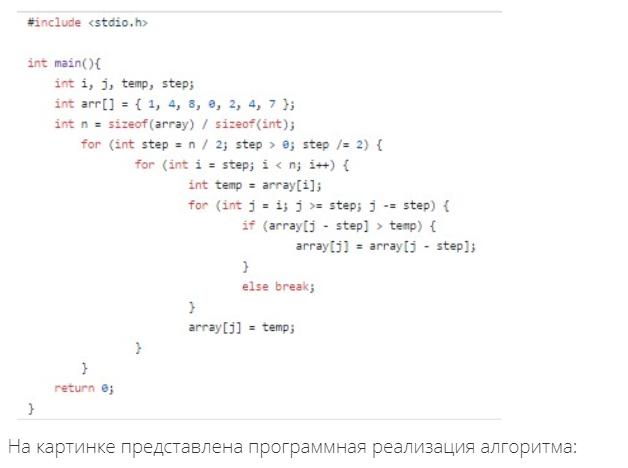 #include <stdio.h>
int main(){
int i, j, temp, step;
int arr[] = { 1, 4, 8, 0, 2, 4, 7 };
int n = sizeof(array) / sizeof(int);
for (int step = n / 2; step > 0; step /= 2) {
for (int i = step; i < n; i++) {
int temp = array[i];
for (int j = i; j >= step; j -= step) {
if (array[j - step] > temp) {
array[j] = array[j - step];
}
else break;
}
array[j] = temp;
}
}
return 0;
}
На картинке представлена программная реализация алгоритма: